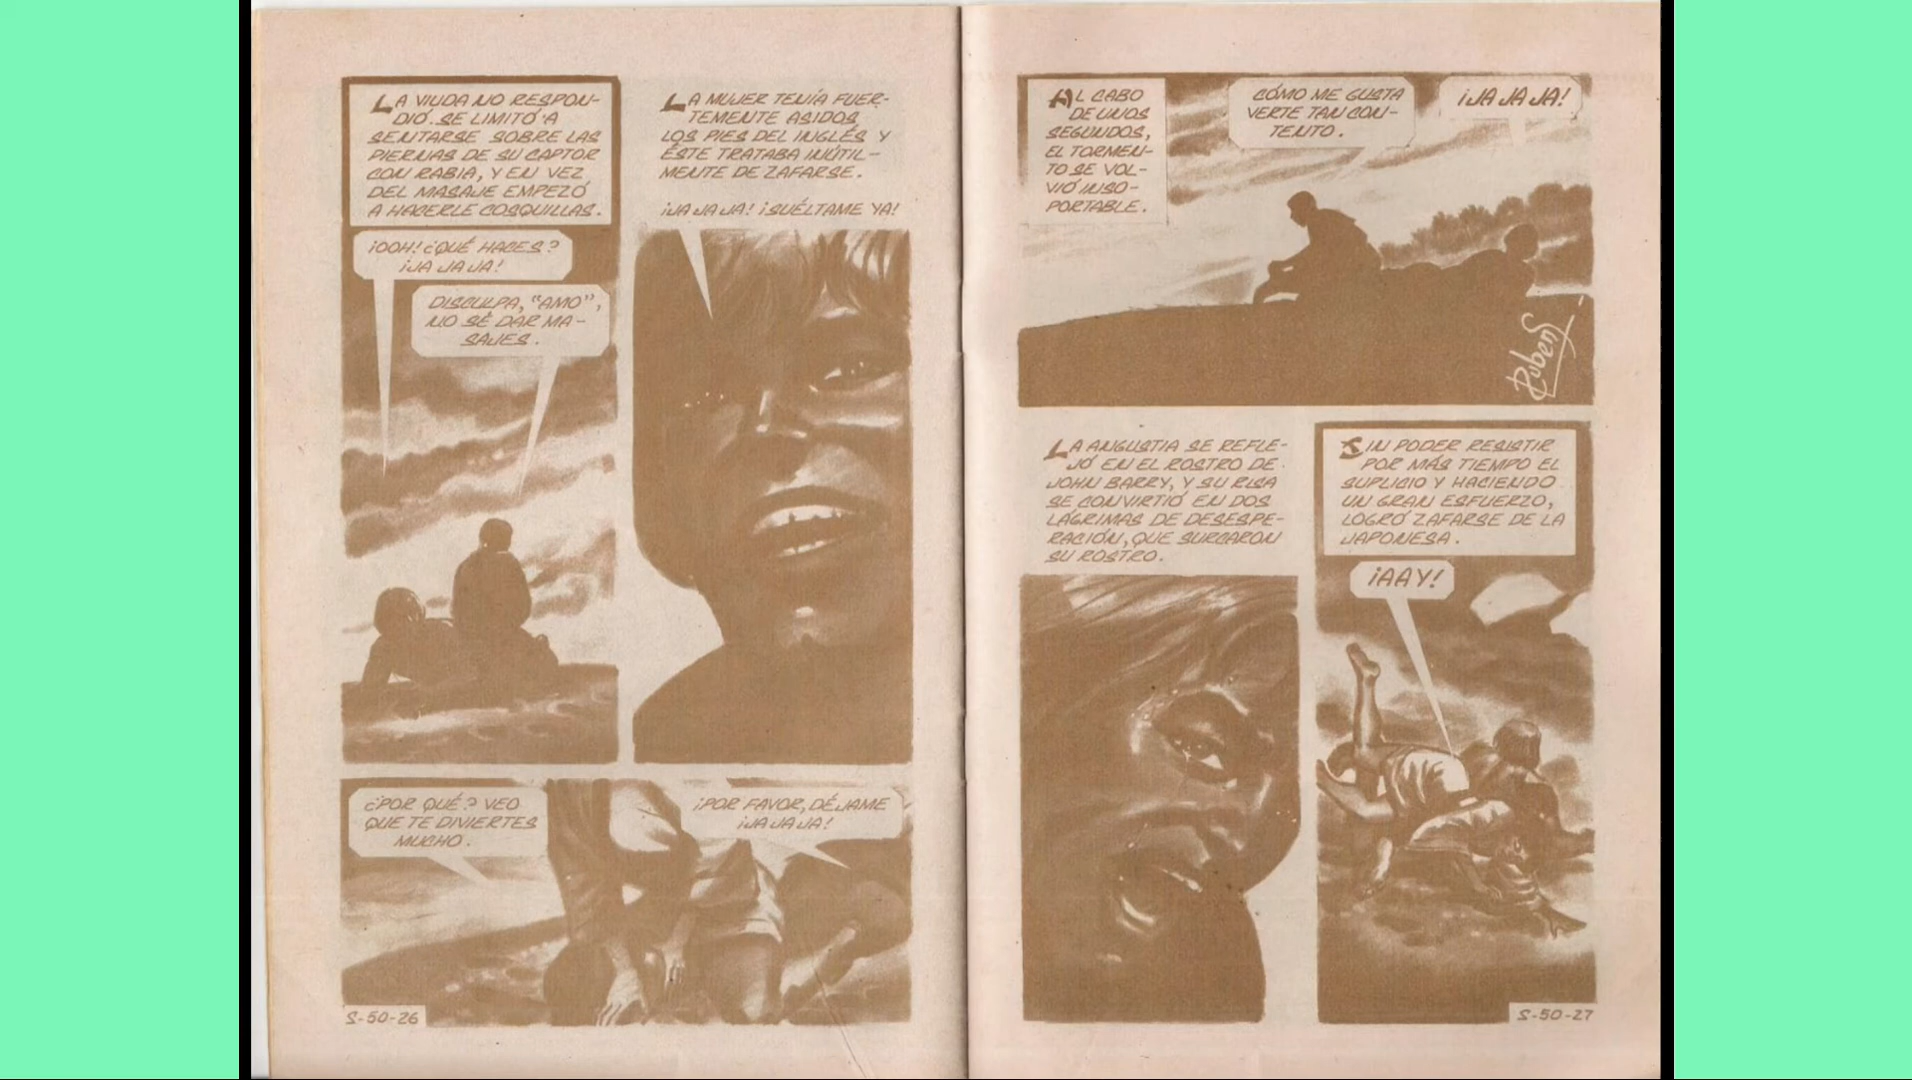 LA VIUDA NO RESPON-
DIÓ. SE LIMITÓ A
SENTARSE SOBRE LAS
PIERNAS DE SU CAPTOR
CON RABIA, Y EN VEZ
DEL MASAJE EMPEZÓ
A HACERLE COSQUILLAS.
¡OOH! ¿QUÉ HACES?
¡JA JA JA!
DISCULPA, "AMO",
NO SÉ DAR MA-
SAJES.
LA MUJER TENÍA FUER-
TEMENTE ASIDOS
LOS PIES DEL INGLÉS Y
ÉSTE TRATABA INÚTIL-
MENTE DE ZAFARSE.
¡JA JA JA! ¡SUÉLTAME YA!
¿POR QUÉ? VEO
QUE TE DIVIERTES
MUCHO.
¡POR FAVOR, DÉJAME
¡JA JA JA!
S-50-26
AL CABO
DE UNOS
SEGUNDOS,
EL TORMEN-
TO SE VOL-
VIÓ INSO-
PORTABLE.
CÓMO ME GUSTA
VERTE TAN CON-
TENTO.
¡JA JA JA!
Rubens
LA ANGUSTIA SE REFLE-
JÓ EN EL ROSTRO DE
JOHN BARRY, Y SU RISA
SE CONVIRTIÓ EN DOS
LÁGRIMAS DE DESESPE-
RACIÓN, QUE SURCARON
SU ROSTRO.
SIN PODER RESISTIR
POR MÁS TIEMPO EL
SUPLICIO Y HACIENDO
UN GRAN ESFUERZO,
LOGRÓ ZAFARSE DE LA
JAPONESA.
¡AAY!
S-50-27